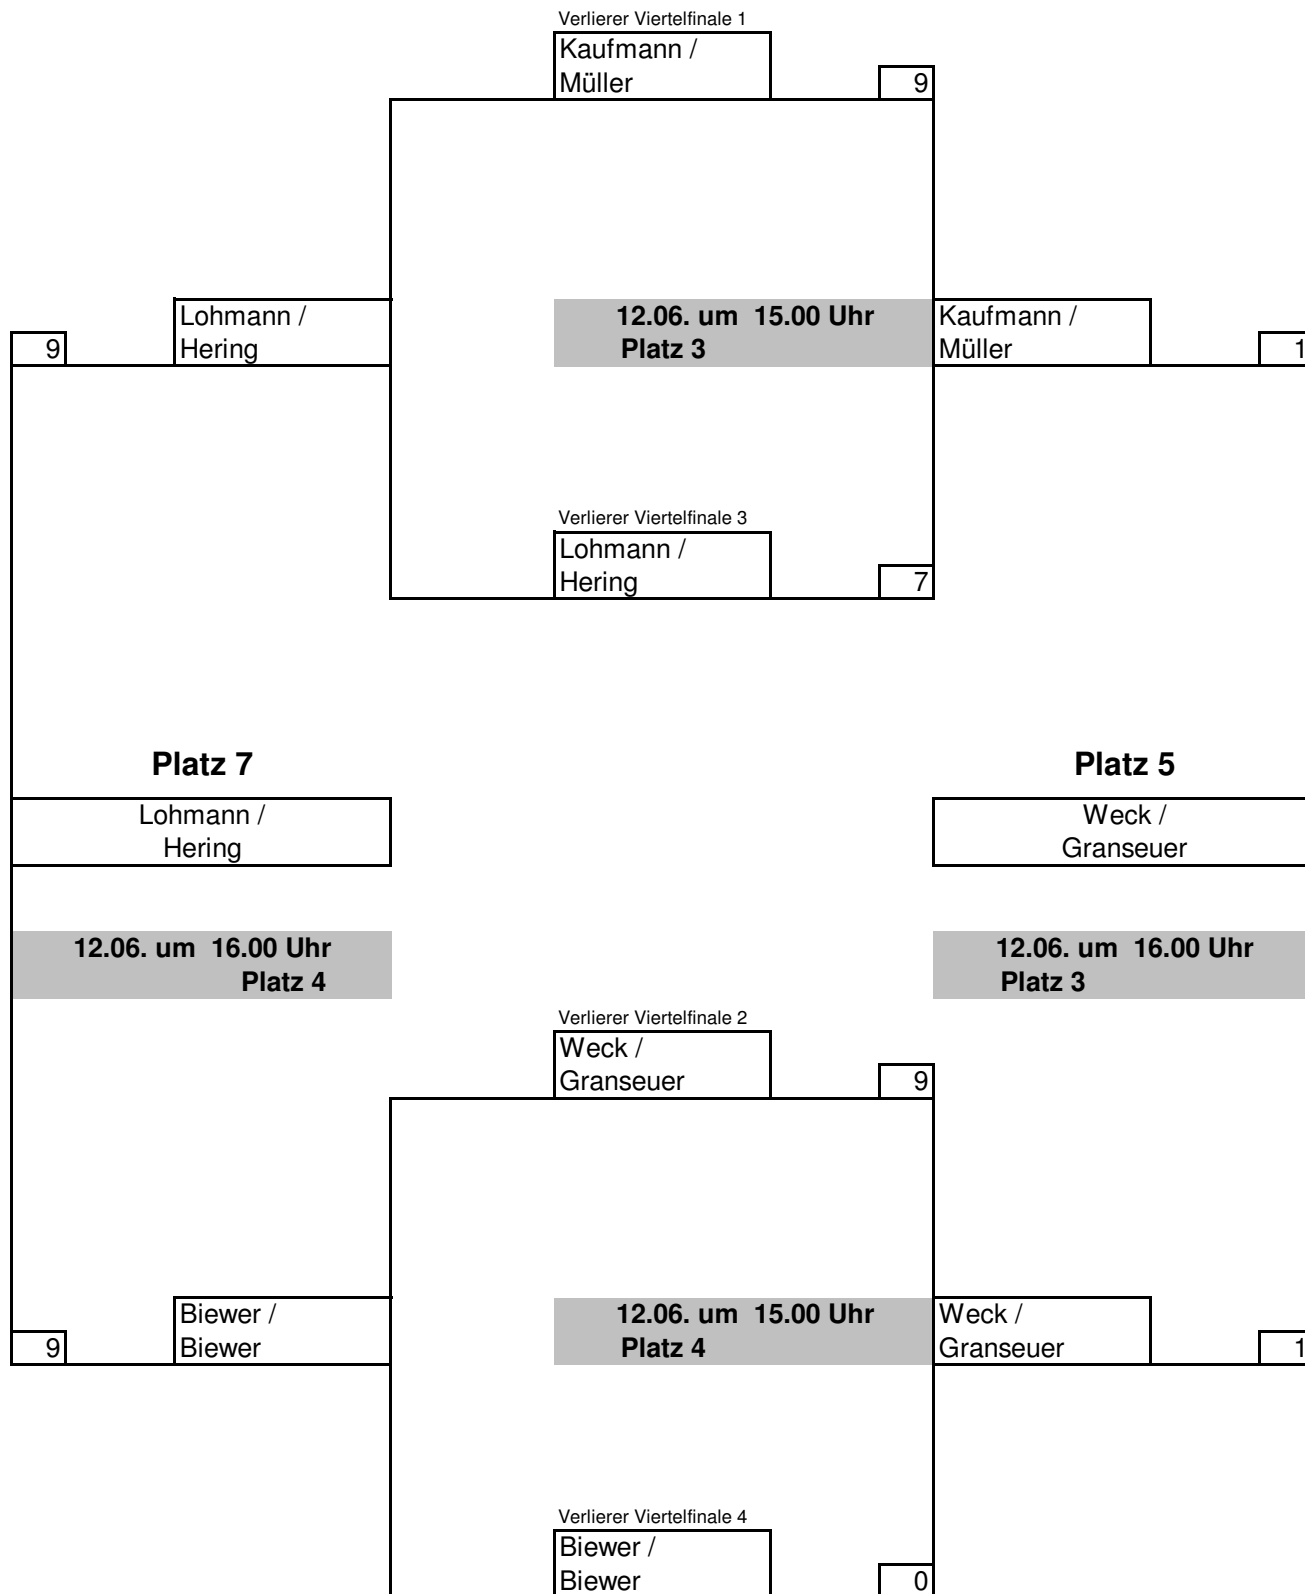 Verlierer Viertelfinale 1
Kaufmann /
Müller
9
Lohmann /
Hering
9
12.06. um 15.00 Uhr
Platz 3
Kaufmann /
Müller
1
Verlierer Viertelfinale 3
Lohmann /
Hering
7
Platz 7
Platz 5
Lohmann /
Hering
Weck /
Granseuer
12.06. um 16.00 Uhr
Platz 4
12.06. um 16.00 Uhr
Platz 3
Verlierer Viertelfinale 2
Weck /
Granseuer
9
Biewer /
Biewer
9
12.06. um 15.00 Uhr
Platz 4
Weck /
Granseuer
1
Verlierer Viertelfinale 4
Biewer /
Biewer
0